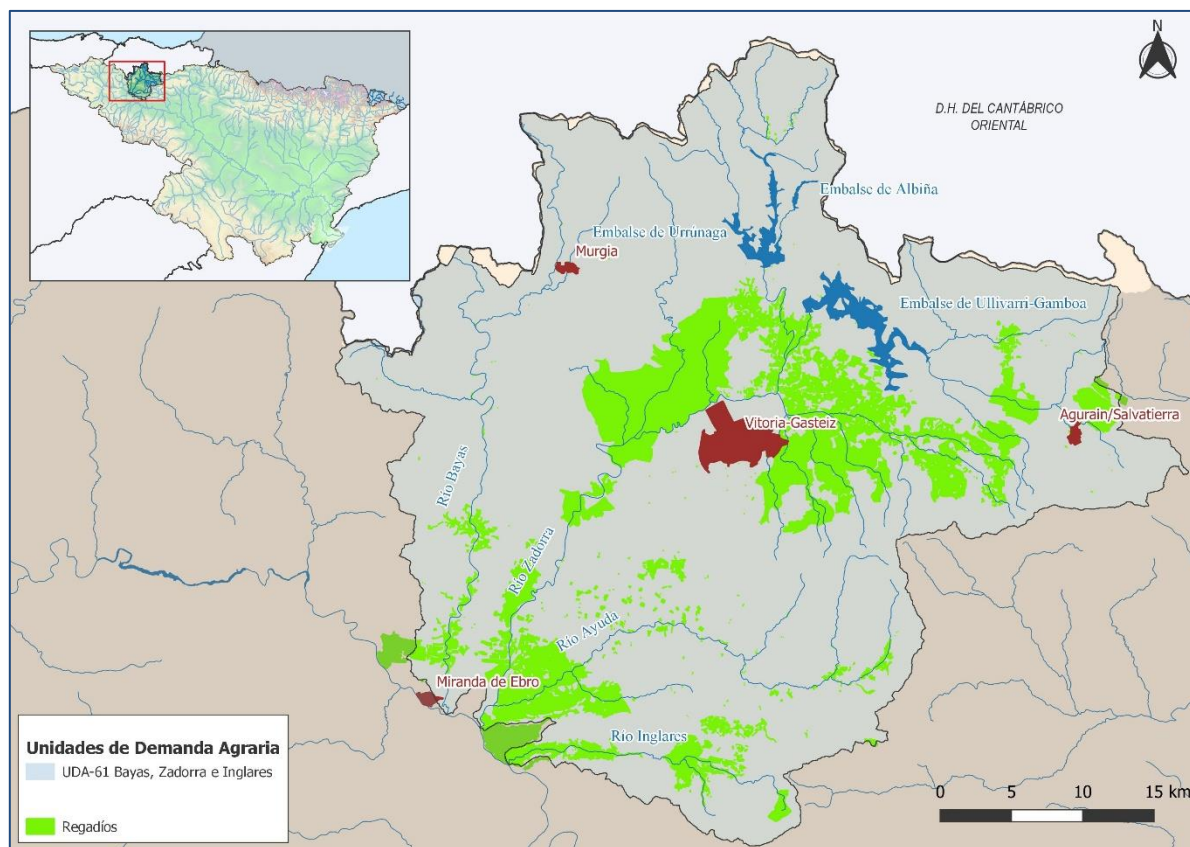 N
D.H. DEL CANTÁBRICO
ORIENTAL
Embalse de Albiña
Embalse de Urrúnaga
Murgia
Embalse de Ullivarri-Gamboa
Agurain/Salvatierra
Vitoria-Gasteiz
Río Bayas
Río Zadorra
Río Ayuda
Miranda de Ebro
Río Inglares
Unidades de Demanda Agraria
UDA-61 Bayas, Zadorra e Inglares
Regadíos
0 5 10 15 km